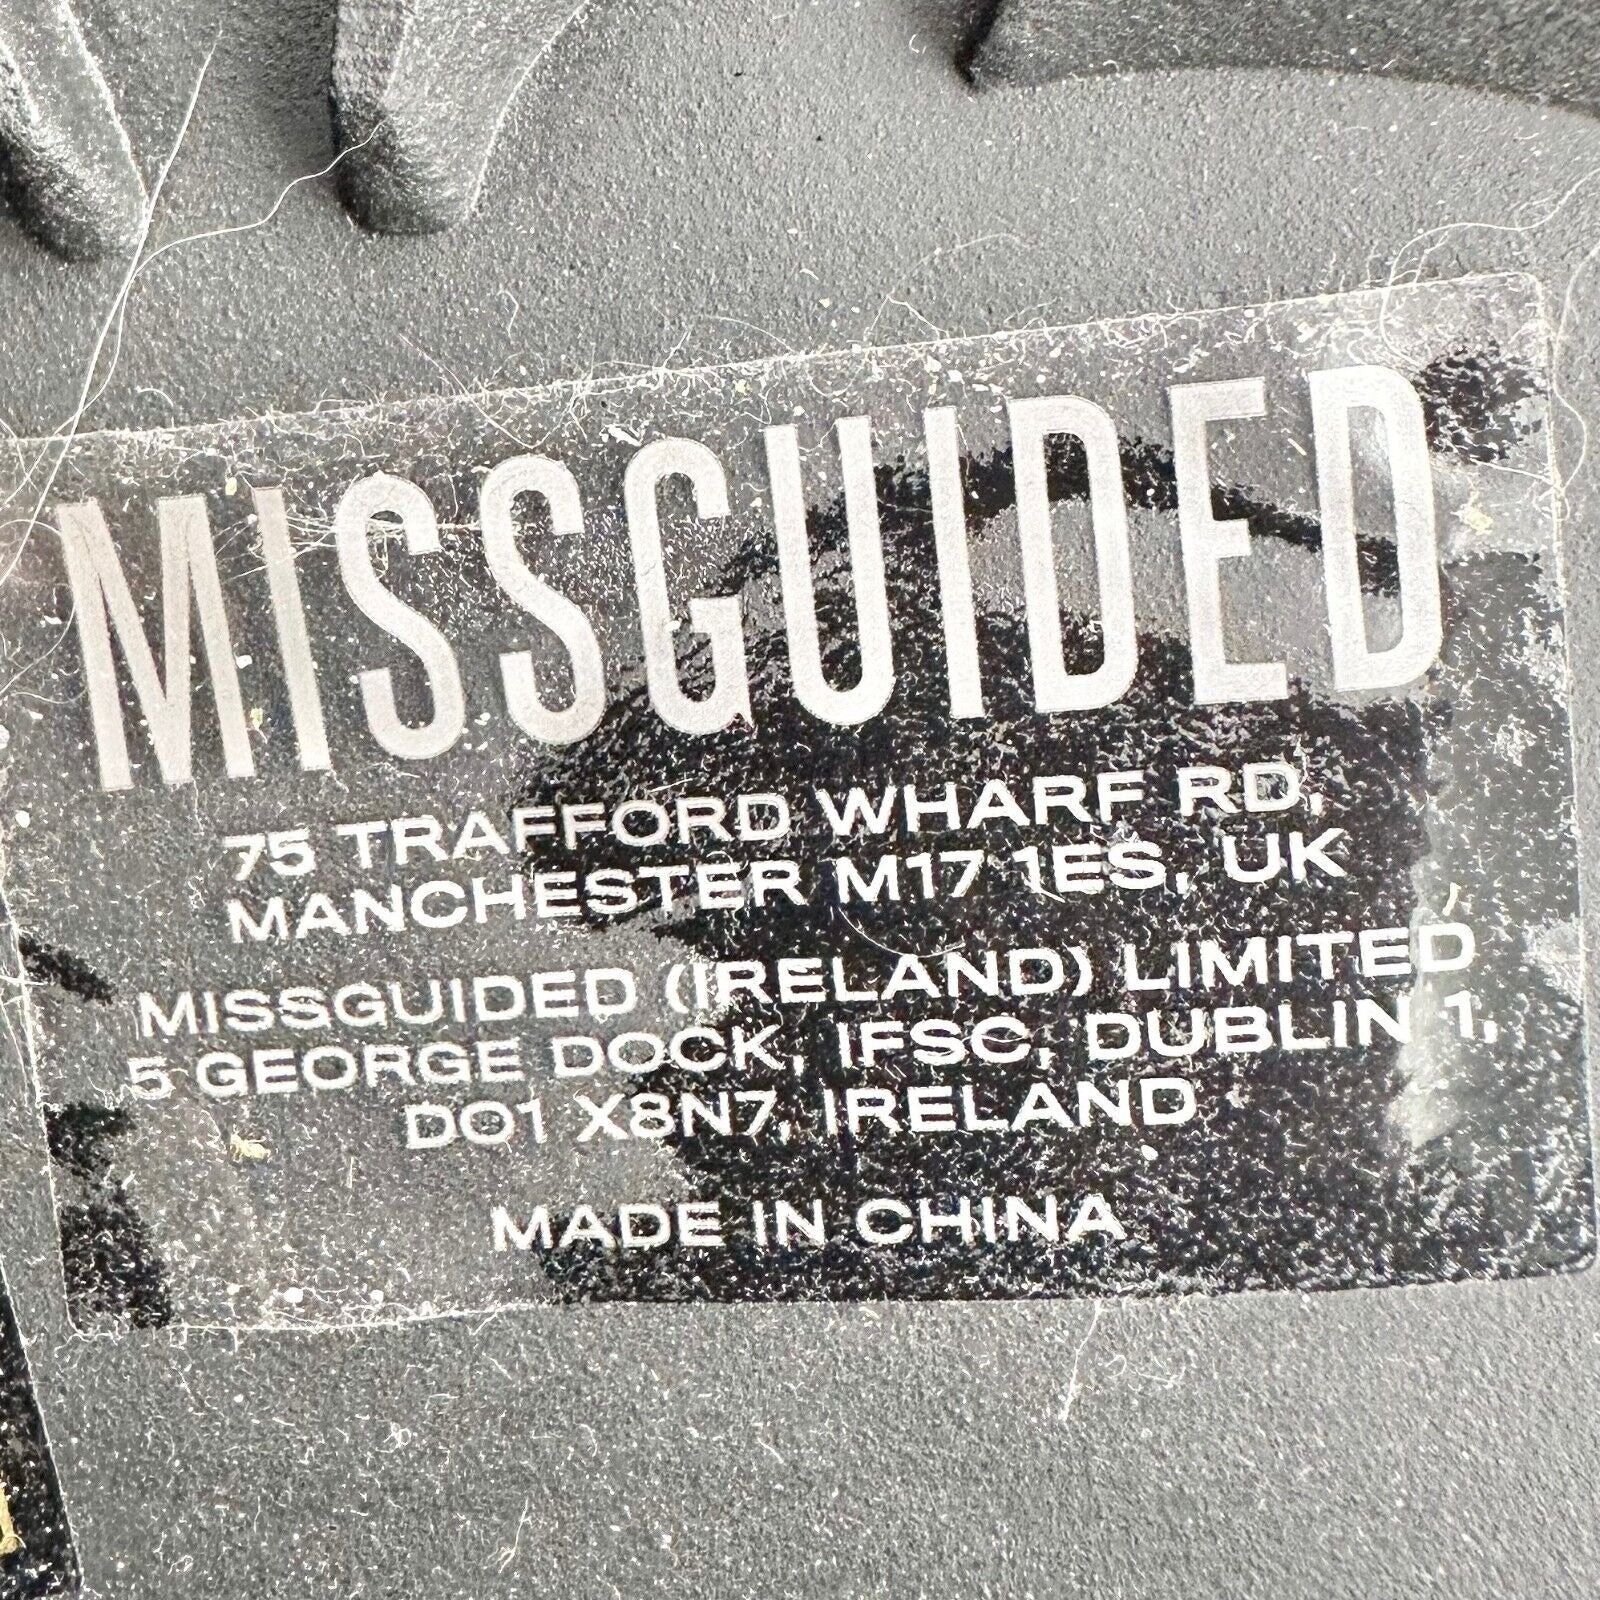 MISSGUIDED
75 TRAFFORD WHARF RD,
MANCHESTER M17 1ES, UK
MISSGUIDED (IRELAND) LIMITED
5 GEORGE DOCK, IFSC, DUBLIN 1,
DO1 X8N7, IRELAND
MADE IN CHINA